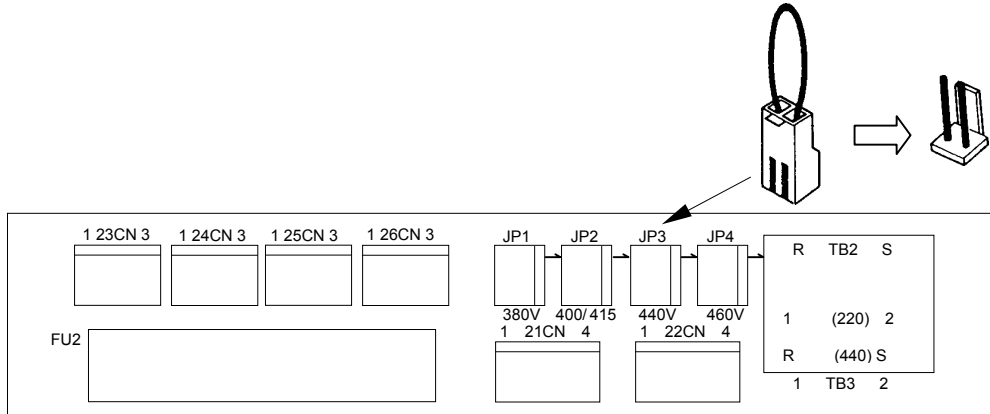 1 23CN 3 1 24CN 3 1 25CN 3 1 26CN 3
JP1 JP2 JP3 JP4
380V 400/415 440V 460V
R TB2 S
1 (220) 2
R (440) S
1 TB3 2
FU2
1 21CN 4 1 22CN 4